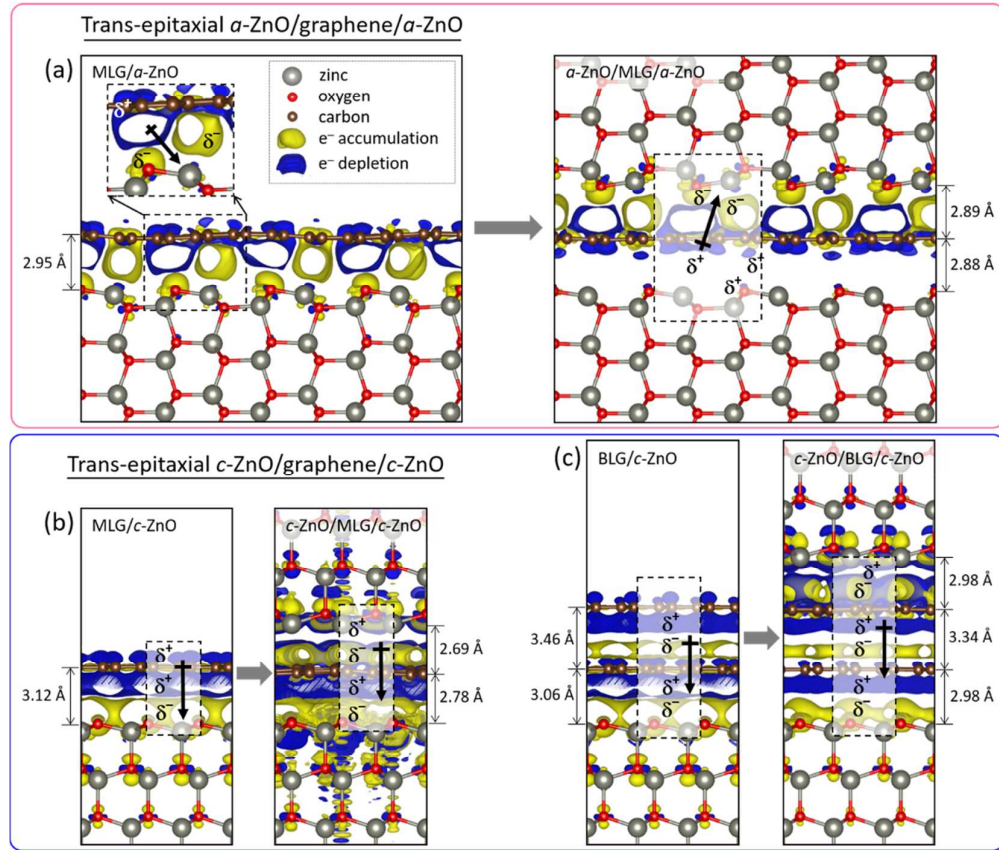 Trans-epitaxial a-ZnO/graphene/a-ZnO
(a)
MLG/a-ZnO
δ⁺
δ⁻
δ⁻
zinc
oxygen
carbon
e⁻ accumulation
e⁻ depletion
2.95 Å
a-ZnO/MLG/a-ZnO
δ⁻
δ⁻
δ⁺
δ⁺
δ⁺
2.89 Å
2.88 Å
Trans-epitaxial c-ZnO/graphene/c-ZnO
(b)
MLG/c-ZnO
δ⁺
δ⁺
δ⁻
3.12 Å
c-ZnO/MLG/c-ZnO
δ⁺
δ⁻
δ⁺
δ⁻
2.69 Å
2.78 Å
(c)
BLG/c-ZnO
δ⁺
δ⁻
δ⁺
δ⁻
3.46 Å
3.06 Å
c-ZnO/BLG/c-ZnO
δ⁺
δ⁻
δ⁺
δ⁻
δ⁺
δ⁻
2.98 Å
3.34 Å
2.98 Å